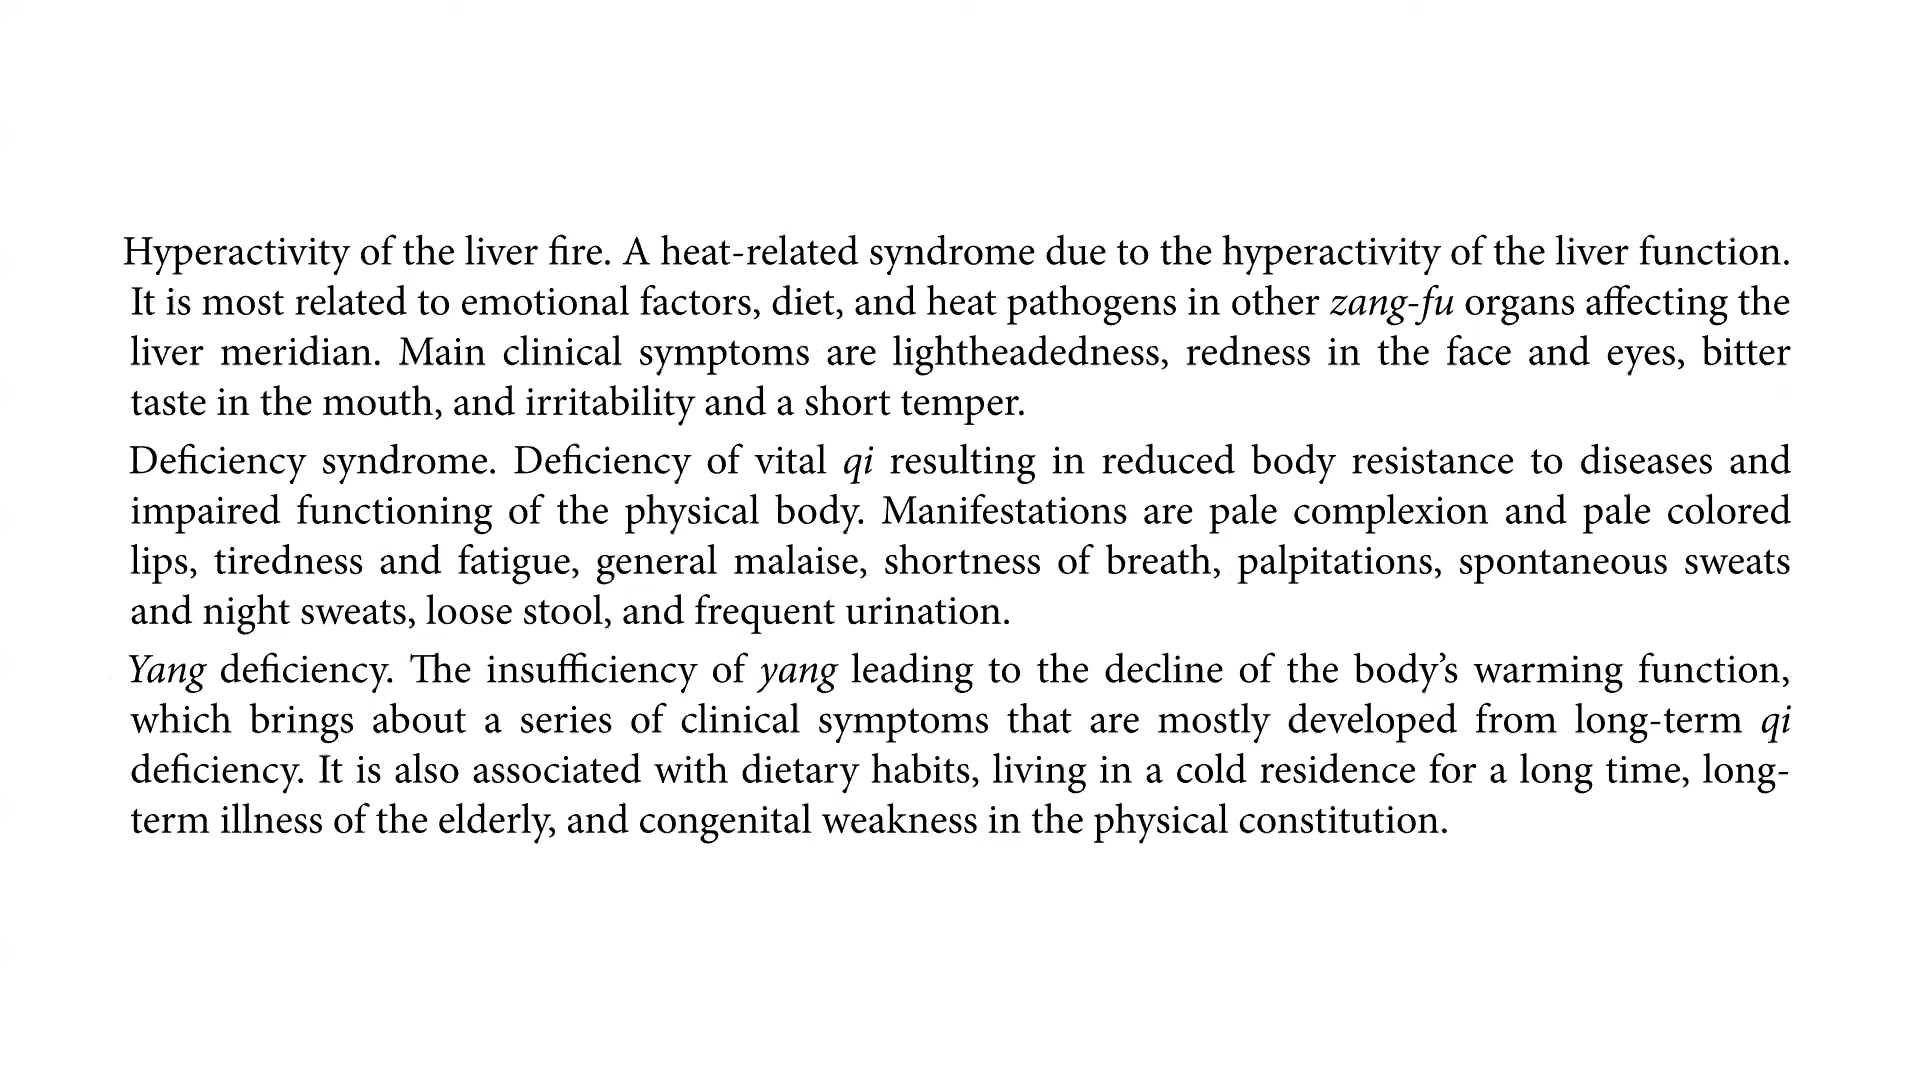 Hyperactivity of the liver fire. A heat-related syndrome due to the hyperactivity of the liver function.
It is most related to emotional factors, diet, and heat pathogens in other zang-fu organs affecting the
liver meridian. Main clinical symptoms are lightheadedness, redness in the face and eyes, bitter
taste in the mouth, and irritability and a short temper.
Deficiency syndrome. Deficiency of vital qi resulting in reduced body resistance to diseases and
impaired functioning of the physical body. Manifestations are pale complexion and pale colored
lips, tiredness and fatigue, general malaise, shortness of breath, palpitations, spontaneous sweats
and night sweats, loose stool, and frequent urination.
Yang deficiency. The insufficiency of yang leading to the decline of the body’s warming function,
which brings about a series of clinical symptoms that are mostly developed from long-term qi
deficiency. It is also associated with dietary habits, living in a cold residence for a long time, long-
term illness of the elderly, and congenital weakness in the physical constitution.